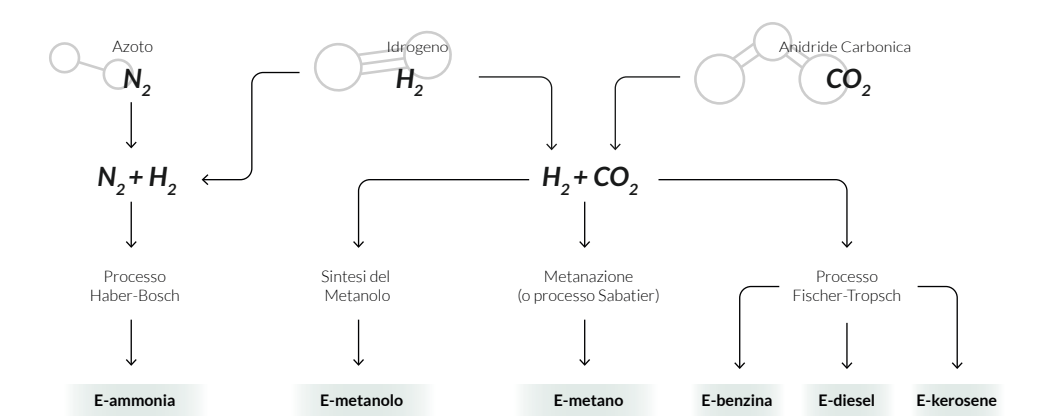 Azoto
N2
Idrogeno
H2
Anidride Carbonica
CO2
N2 + H2
H2 + CO2
Processo
Haber-Bosch
Sintesi del
Metanolo
Metanazione
(o processo Sabatier)
Processo
Fischer-Tropsch
E-ammonia
E-metanolo
E-metano
E-benzina
E-diesel
E-kerosene